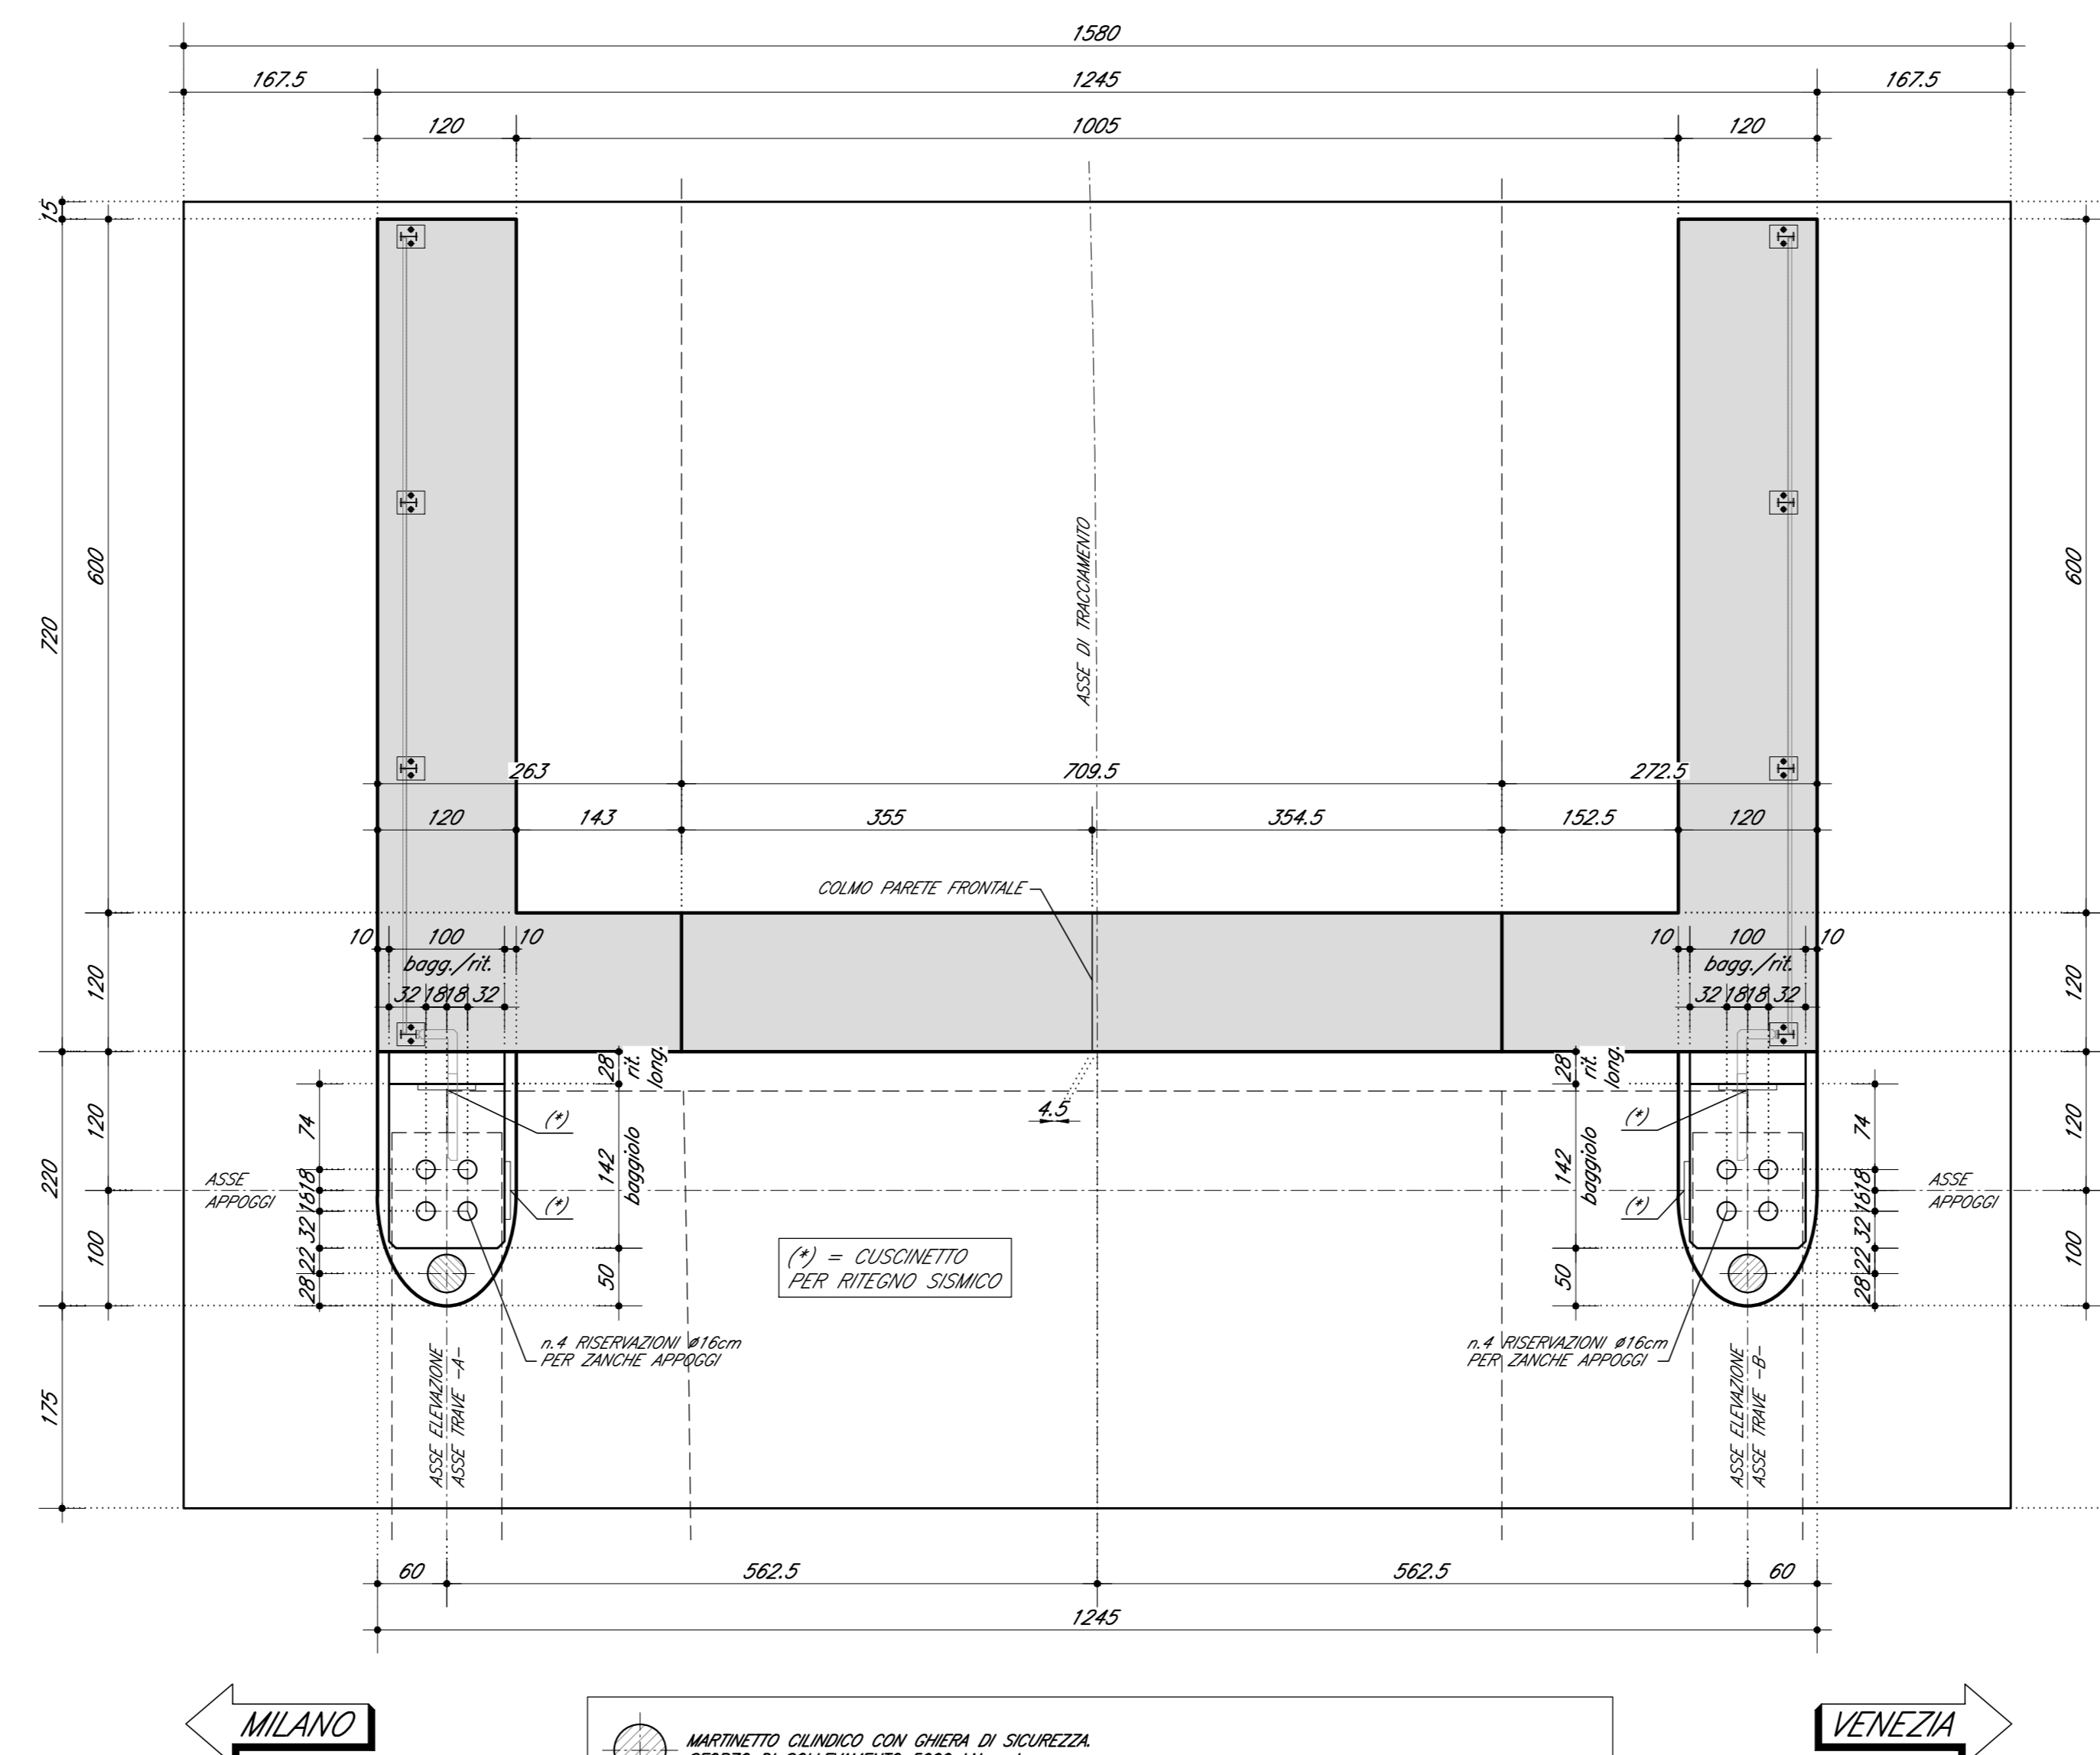 1580
167.5 1245 167.5
120 1005 120
15
600
720
600
ASSE DI TRACCIAMENTO
263 709.5 272.5
120 143 355 354.5 152.5 120
COLMO PARETE FRONTALE
10 100 10
bagg./rit.
10 100 10
bagg./rit.
120
120
32 18 18 32
32 18 18 32
28
rit.
long.
28
rit.
long.
4.5
(*)
(*)
74
74
120
120
142
baggiolo
142
baggiolo
220
ASSE
APPOGGI
ASSE
APPOGGI
18
18
18
18
(*)
(*)
32
32
100
100
22
22
28
28
50
50
(*) = CUSCINETTO
PER RITEGNO SISMICO
n.4 RISERVAZIONI ø16cm
PER ZANCHE APPOGGI
n.4 RISERVAZIONI ø16cm
PER ZANCHE APPOGGI
ASSE ELEVAZIONE
ASSE TRAVE -A-
ASSE ELEVAZIONE
ASSE TRAVE -B-
175
60 562.5 562.5 60
1245
MILANO
VENEZIA
MARTINETTO CILINDICO CON GHIERA DI SICUREZZA.